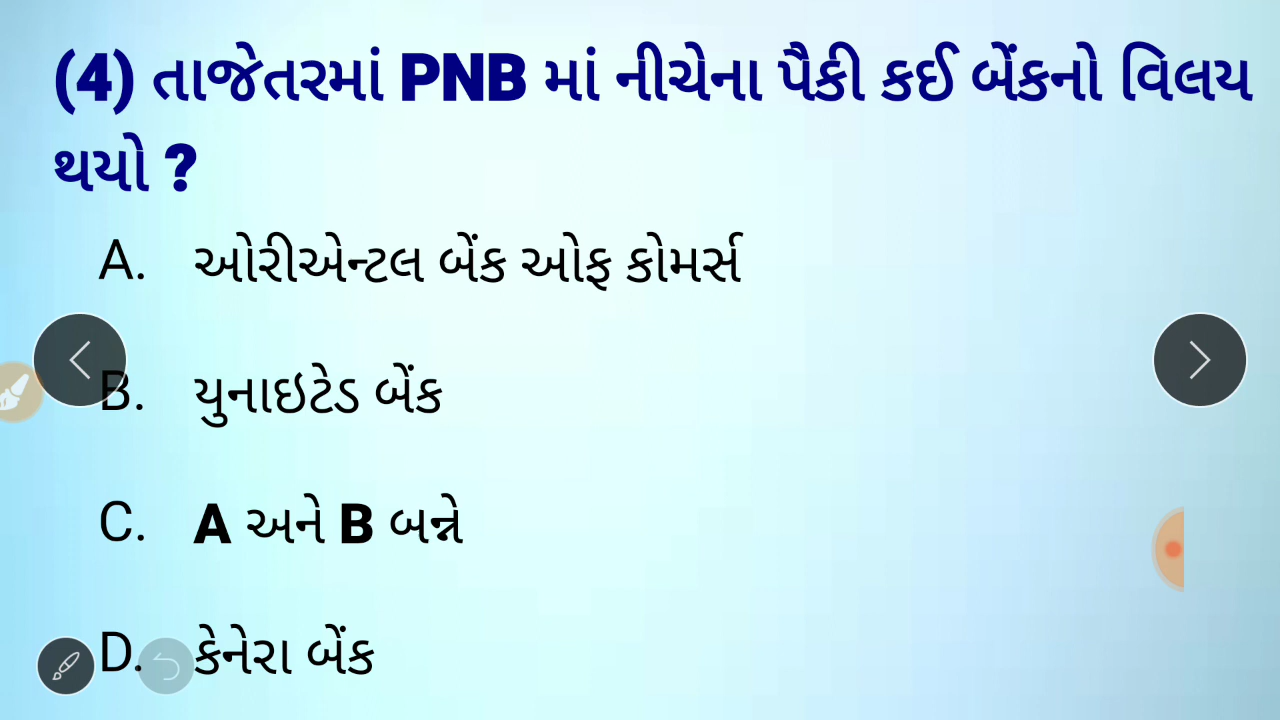 (4) તાજેતરમાં PNB માં નીચેના પૈકી કઈ બેંકનો વિલય
થયો ?
A. ઓરીએન્ટલ બેંક ઓફ કોમર્સ
B. યુનાઇટેડ બેંક
C. A અને B બન્ને
D. કેનેરા બેંક